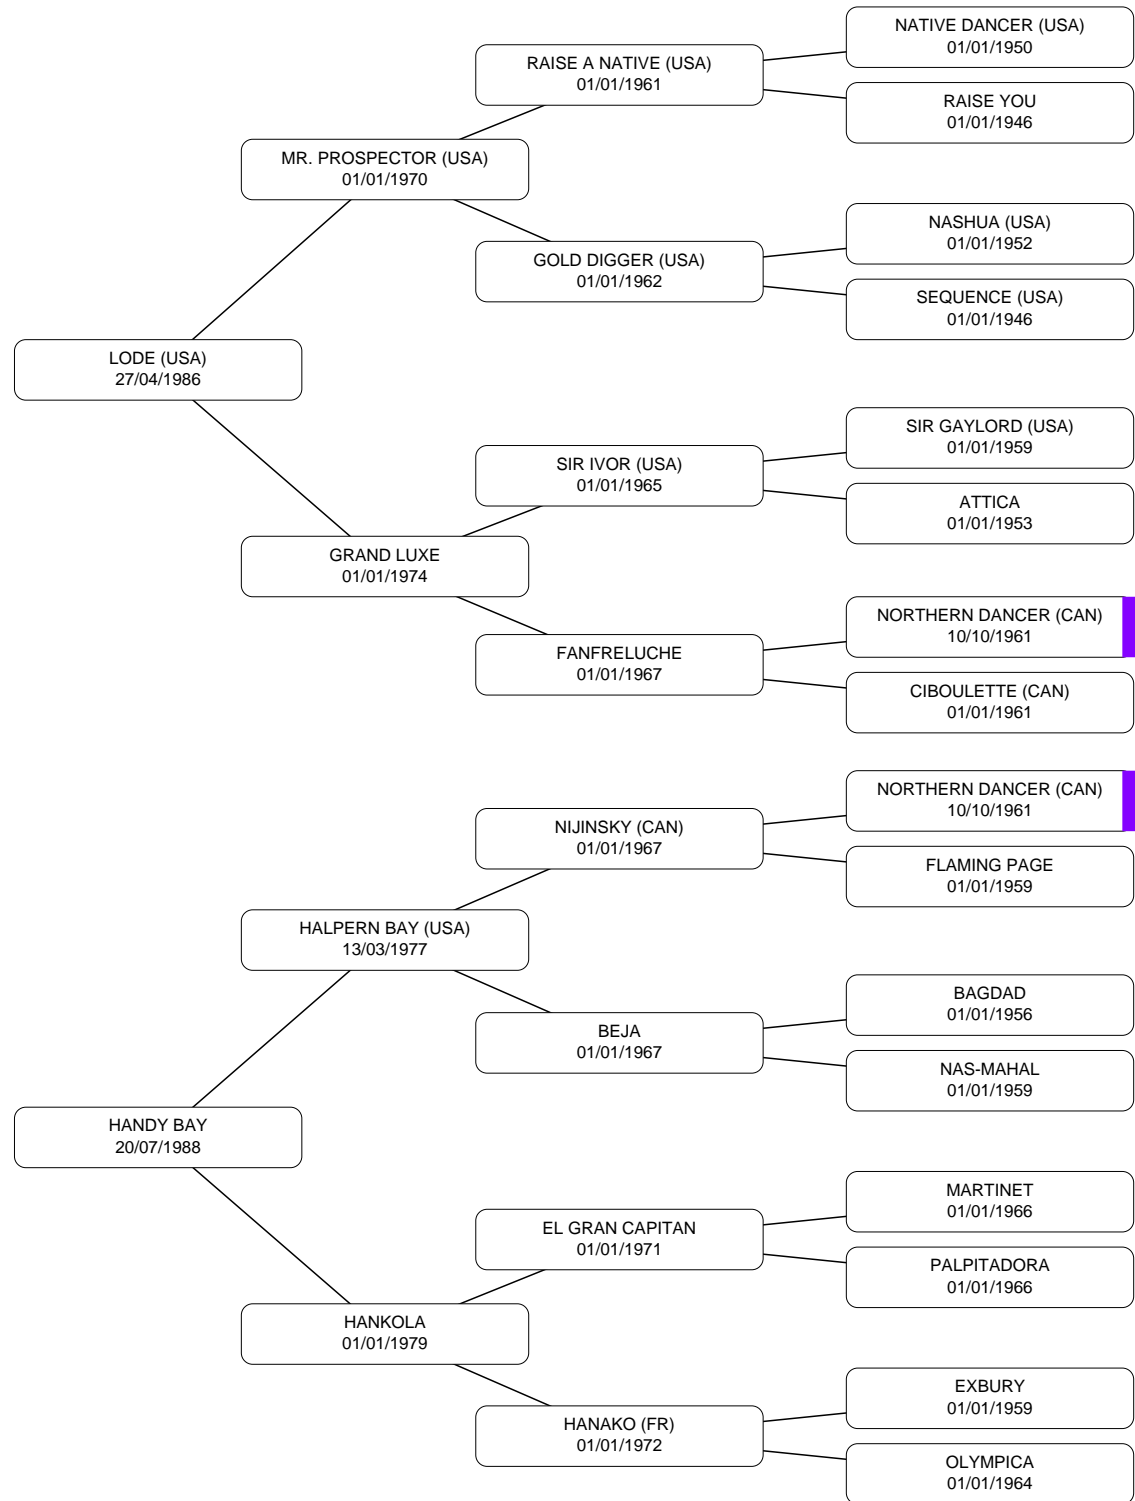 NATIVE DANCER (USA)
01/01/1950
RAISE A NATIVE (USA)
01/01/1961
RAISE YOU
01/01/1946
MR. PROSPECTOR (USA)
01/01/1970
NASHUA (USA)
01/01/1952
GOLD DIGGER (USA)
01/01/1962
SEQUENCE (USA)
01/01/1946
LODE (USA)
27/04/1986
SIR GAYLORD (USA)
01/01/1959
SIR IVOR (USA)
01/01/1965
ATTICA
01/01/1953
GRAND LUXE
01/01/1974
NORTHERN DANCER (CAN)
10/10/1961
FANFRELUCHE
01/01/1967
CIBOULETTE (CAN)
01/01/1961
NORTHERN DANCER (CAN)
10/10/1961
NIJINSKY (CAN)
01/01/1967
FLAMING PAGE
01/01/1959
HALPERN BAY (USA)
13/03/1977
BAGDAD
01/01/1956
BEJA
01/01/1967
NAS-MAHAL
01/01/1959
HANDY BAY
20/07/1988
MARTINET
01/01/1966
EL GRAN CAPITAN
01/01/1971
PALPITADORA
01/01/1966
HANKOLA
01/01/1979
EXBURY
01/01/1959
HANAKO (FR)
01/01/1972
OLYMPICA
01/01/1964